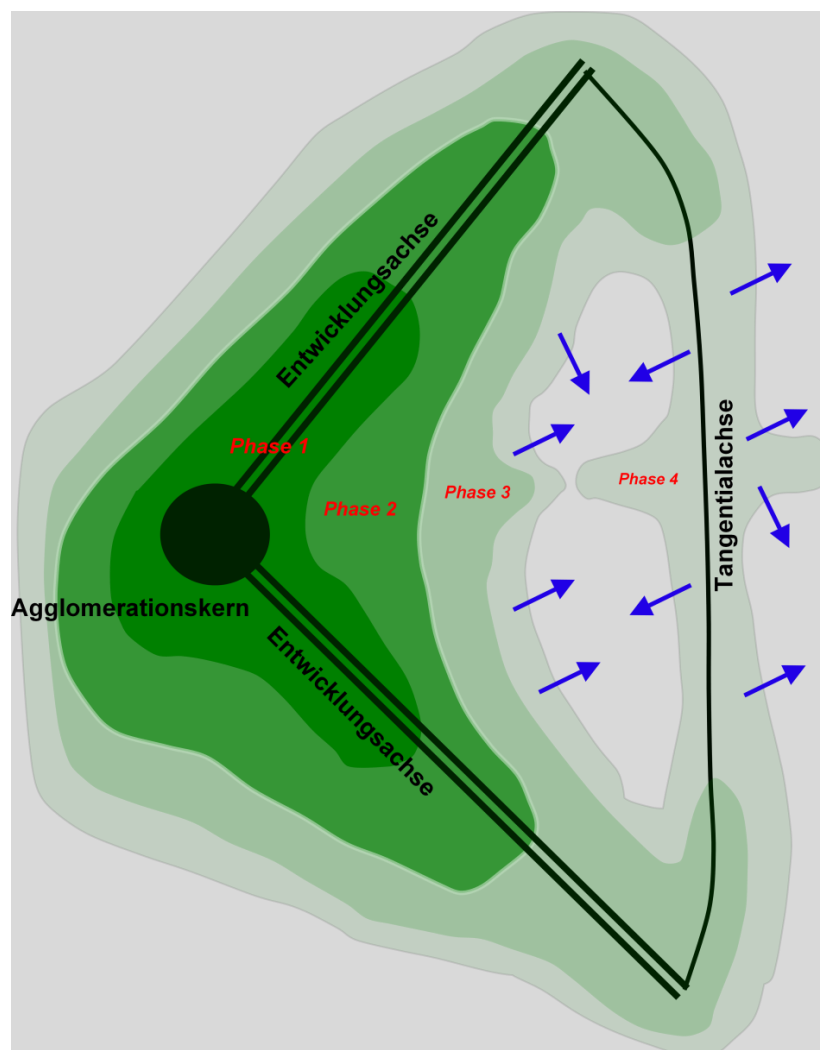 Entwicklungsachse
Phase 1
Phase 2
Phase 3
Phase 4
Tangentialachse
Agglomerationskern
Entwicklungsachse